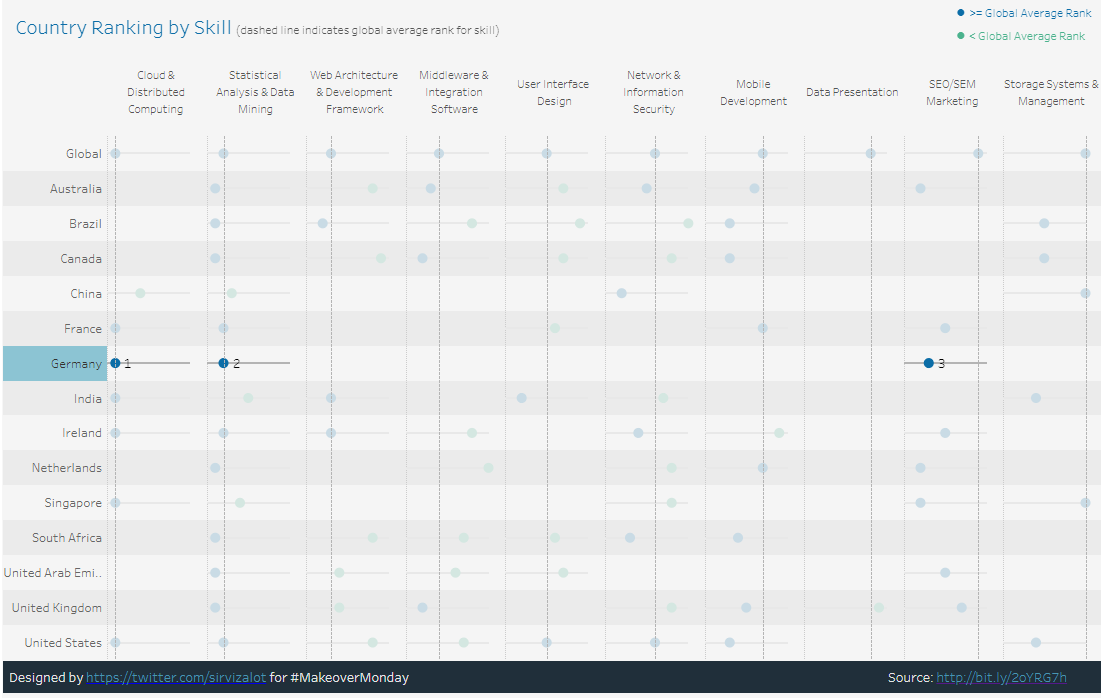 Country Ranking by Skill (dashed line indicates global average rank for skill)
>= Global Average Rank
< Global Average Rank
Cloud &
Distributed
Computing
Statistical
Analysis & Data
Mining
Web Architecture
& Development
Framework
Middleware &
Integration
Software
User Interface
Design
Network &
Information
Security
Mobile
Development
Data Presentation
SEO/SEM
Marketing
Storage Systems &
Management
Global
Australia
Brazil
Canada
China
France
Germany 1 2 3
India
Ireland
Netherlands
Singapore
South Africa
United Arab Emi..
United Kingdom
United States
Designed by https://twitter.com/sirvizalot for #MakeoverMonday
Source: http://bit.ly/2oYRG7h